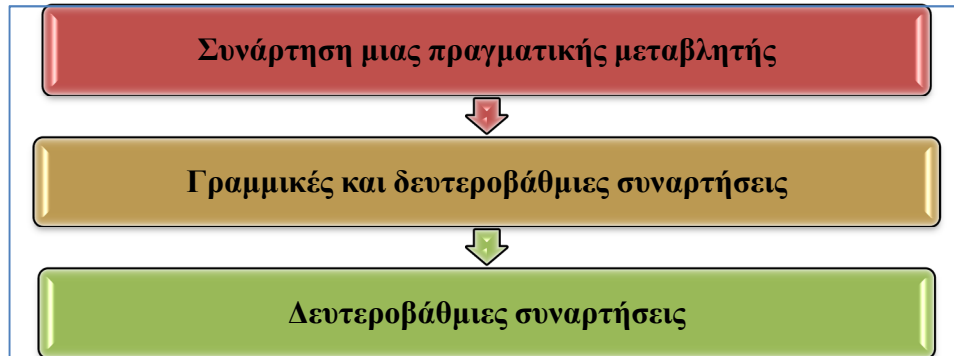 Συνάρτηση μιας πραγματικής μεταβλητής
Γραμμικές και δευτεροβάθμιες συναρτήσεις
Δευτεροβάθμιες συναρτήσεις